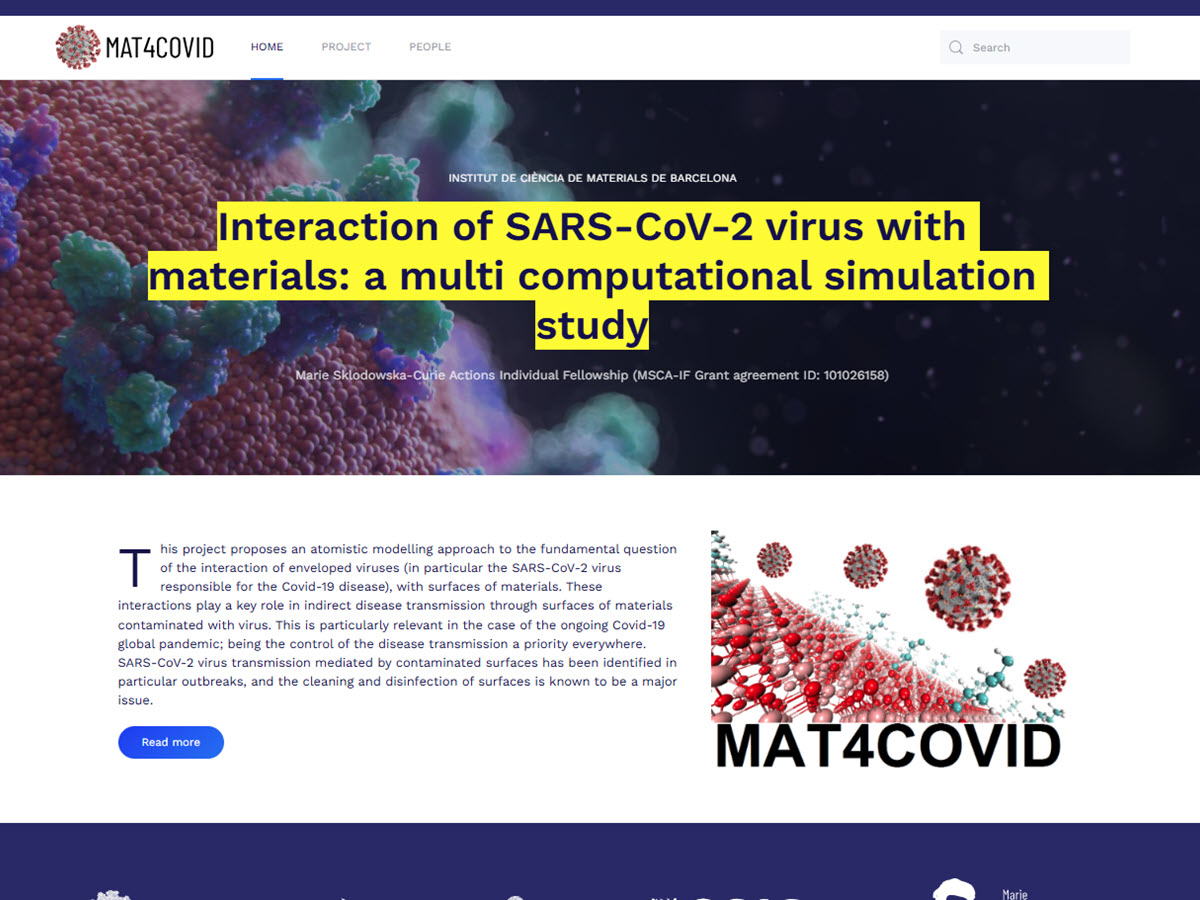 MAT4COVID
HOME
PROJECT
PEOPLE
Search
INSTITUT DE CIÈNCIA DE MATERIALS DE BARCELONA
Interaction of SARS-CoV-2 virus with
materials: a multi computational simulation
study
Marie Sklodowska-Curie Actions Individual Fellowship (MSCA-IF Grant agreement ID: 101026158)
This project proposes an atomistic modelling approach to the fundamental question
of the interaction of enveloped viruses (in particular the SARS-CoV-2 virus
responsible for the Covid-19 disease), with surfaces of materials. These
interactions play a key role in indirect disease transmission through surfaces of materials
contaminated with virus. This is particularly relevant in the case of the ongoing Covid-19
global pandemic; being the control of the disease transmission a priority everywhere.
SARS-CoV-2 virus transmission mediated by contaminated surfaces has been identified in
particular outbreaks, and the cleaning and disinfection of surfaces is known to be a major
issue.
Read more
MAT4COVID
Marie